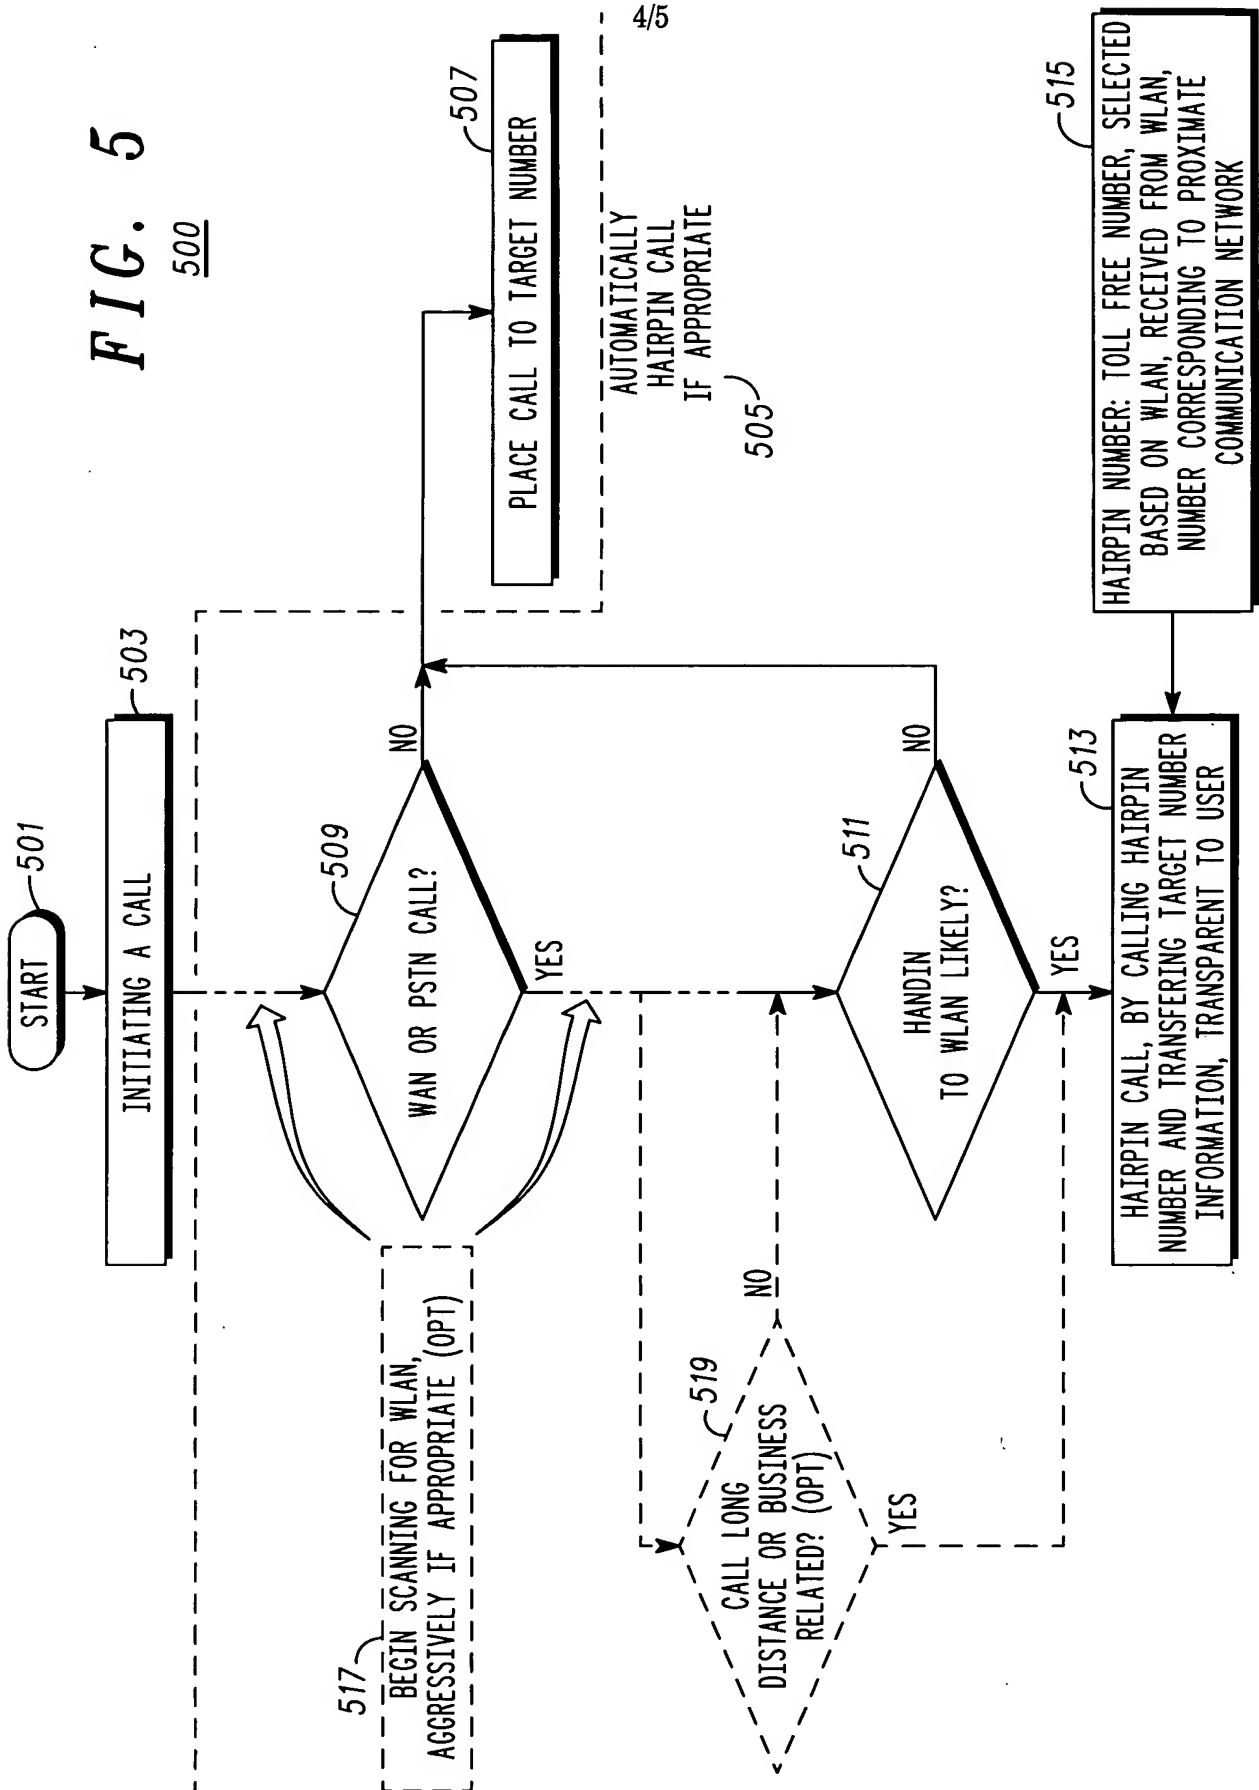 4/5
FIG. 5
500
START
501
INITIATING A CALL
503
AUTOMATICALLY
HAIRPIN CALL
IF APPROPRIATE
505
PLACE CALL TO TARGET NUMBER
507
WAN OR PSTN CALL?
509
NO
YES
517
BEGIN SCANNING FOR WLAN,
AGGRESSIVELY IF APPROPRIATE (OPT)
519
CALL LONG
DISTANCE OR BUSINESS
RELATED? (OPT)
NO
YES
HANDIN
TO WLAN LIKELY?
511
NO
YES
HAIRPIN CALL, BY CALLING HAIRPIN
NUMBER AND TRANSFERING TARGET NUMBER
INFORMATION, TRANSPARENT TO USER
513
HAIRPIN NUMBER: TOLL FREE NUMBER, SELECTED
BASED ON WLAN, RECEIVED FROM WLAN,
NUMBER CORRESPONDING TO PROXIMATE
COMMUNICATION NETWORK
515